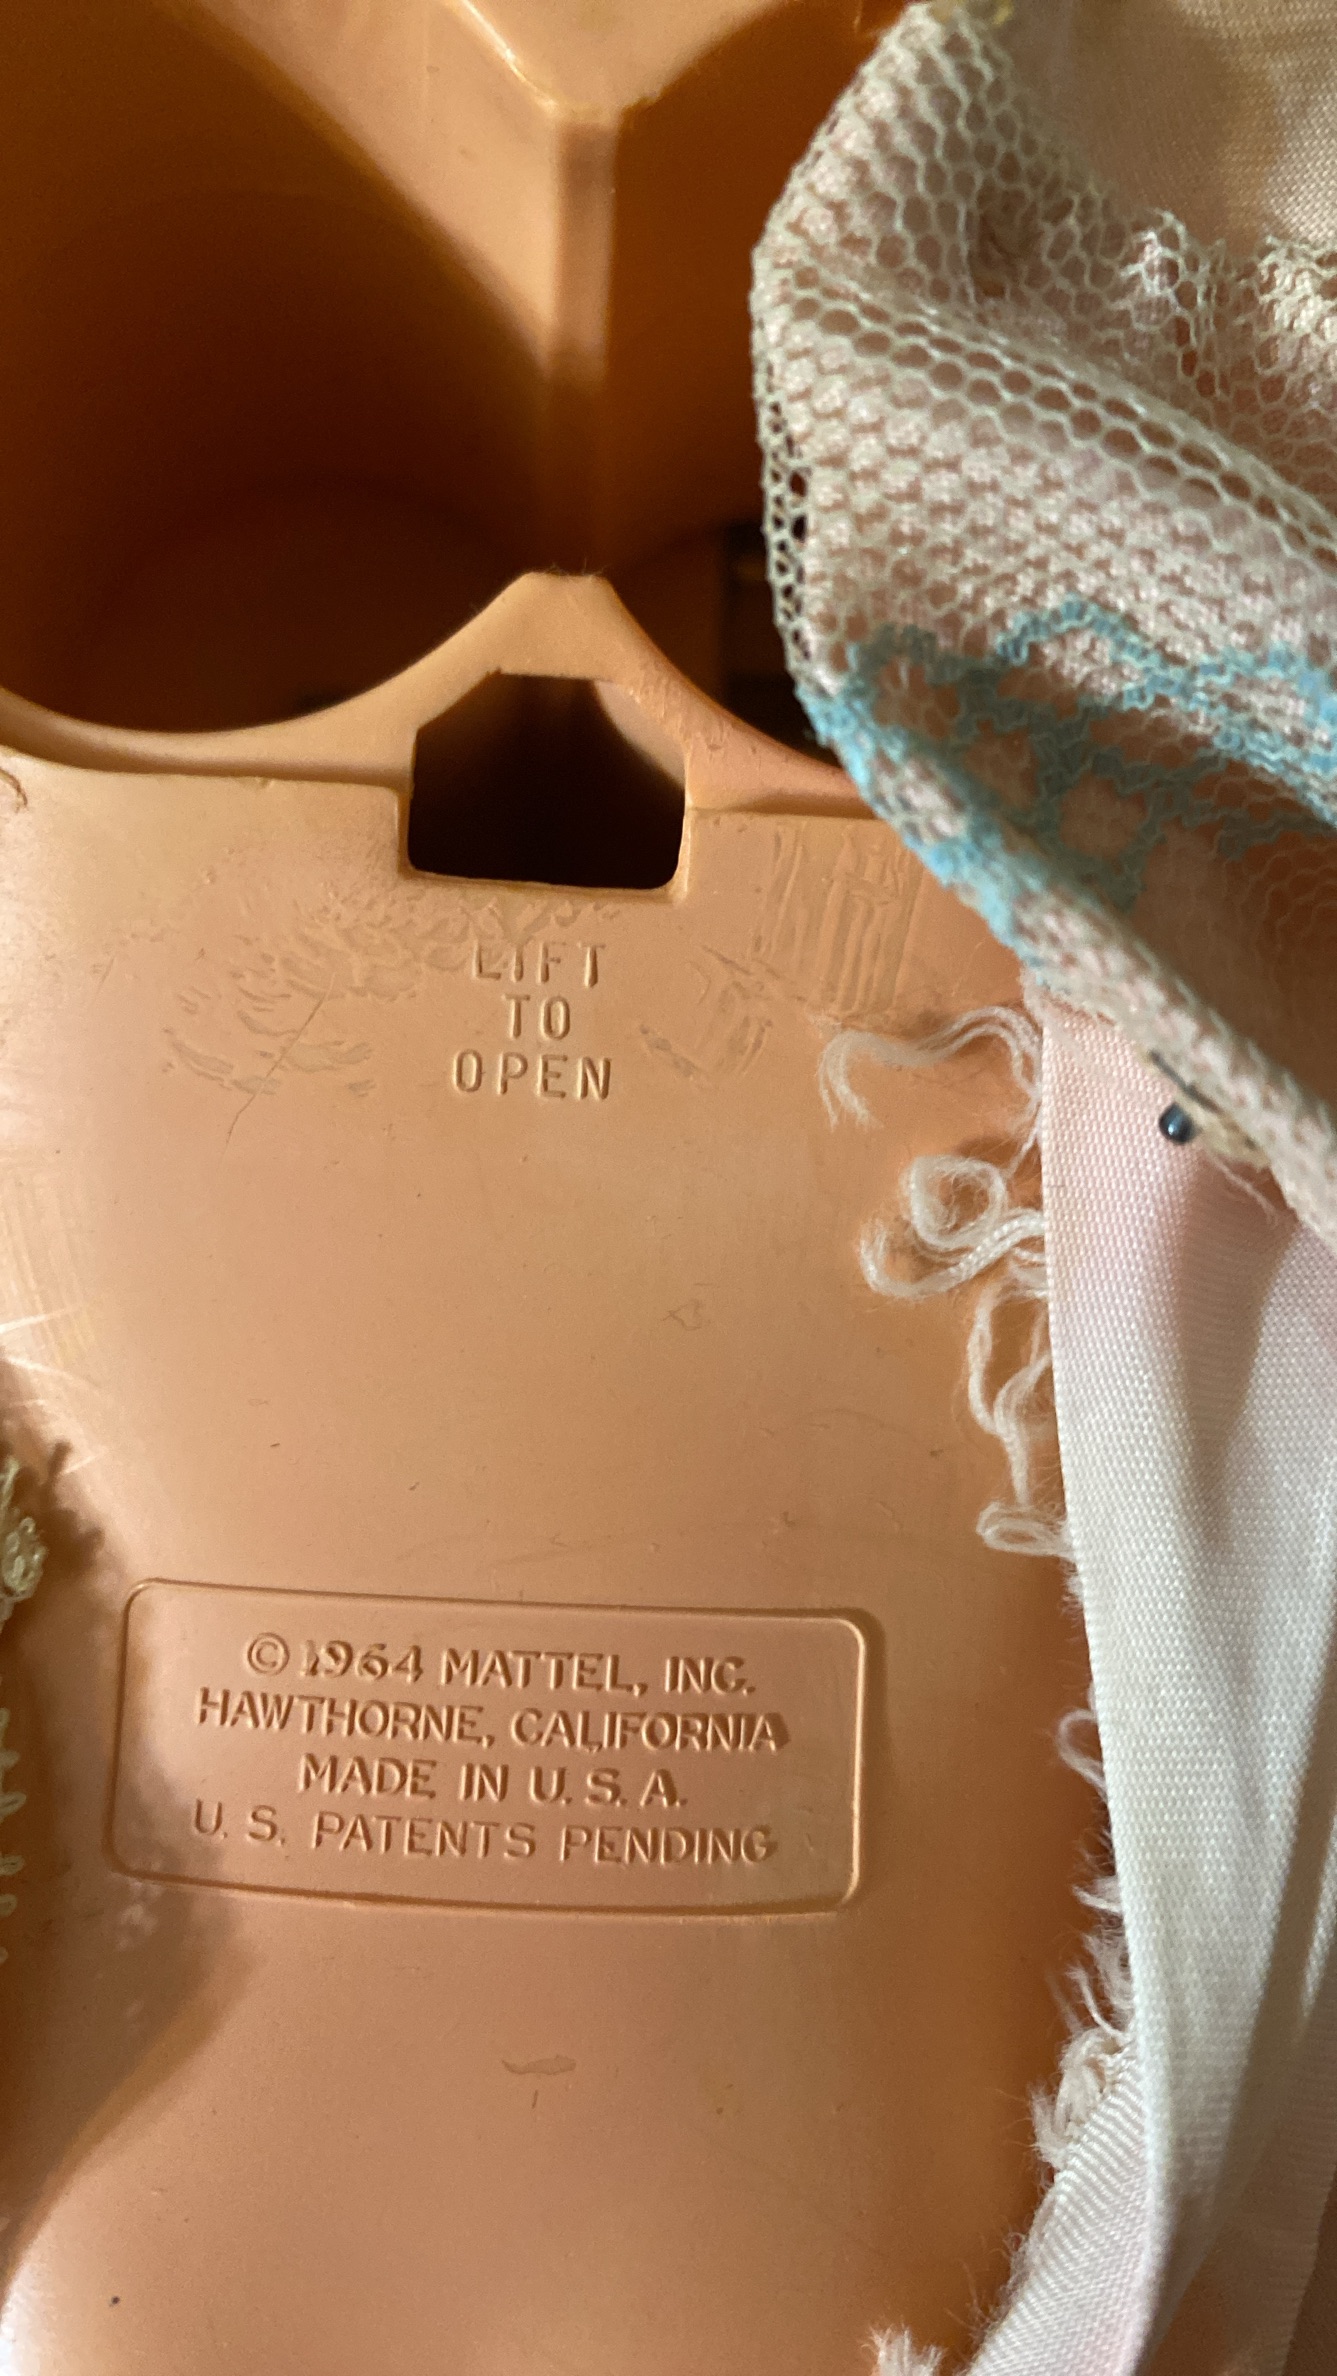 LIFT
TO
OPEN
© 1964 MATTEL, INC.
HAWTHORNE, CALIFORNIA
MADE IN U. S. A.
U. S. PATENTS PENDING